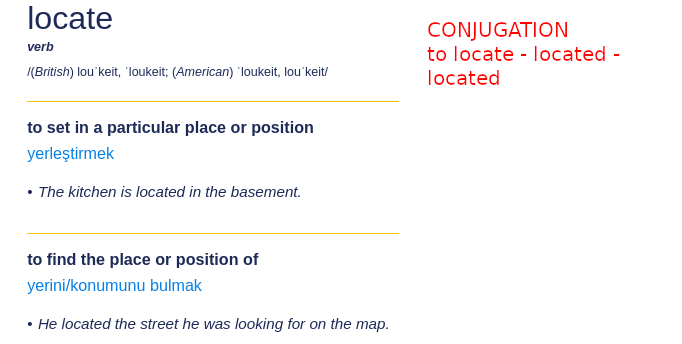 locate
verb
/(British) louˈkeit, ˈloukeit; (American) ˈloukeit, louˈkeit/
to set in a particular place or position
yerleştirmek
• The kitchen is located in the basement.
to find the place or position of
yerini/konumunu bulmak
• He located the street he was looking for on the map.
CONJUGATION
to locate - located -
located